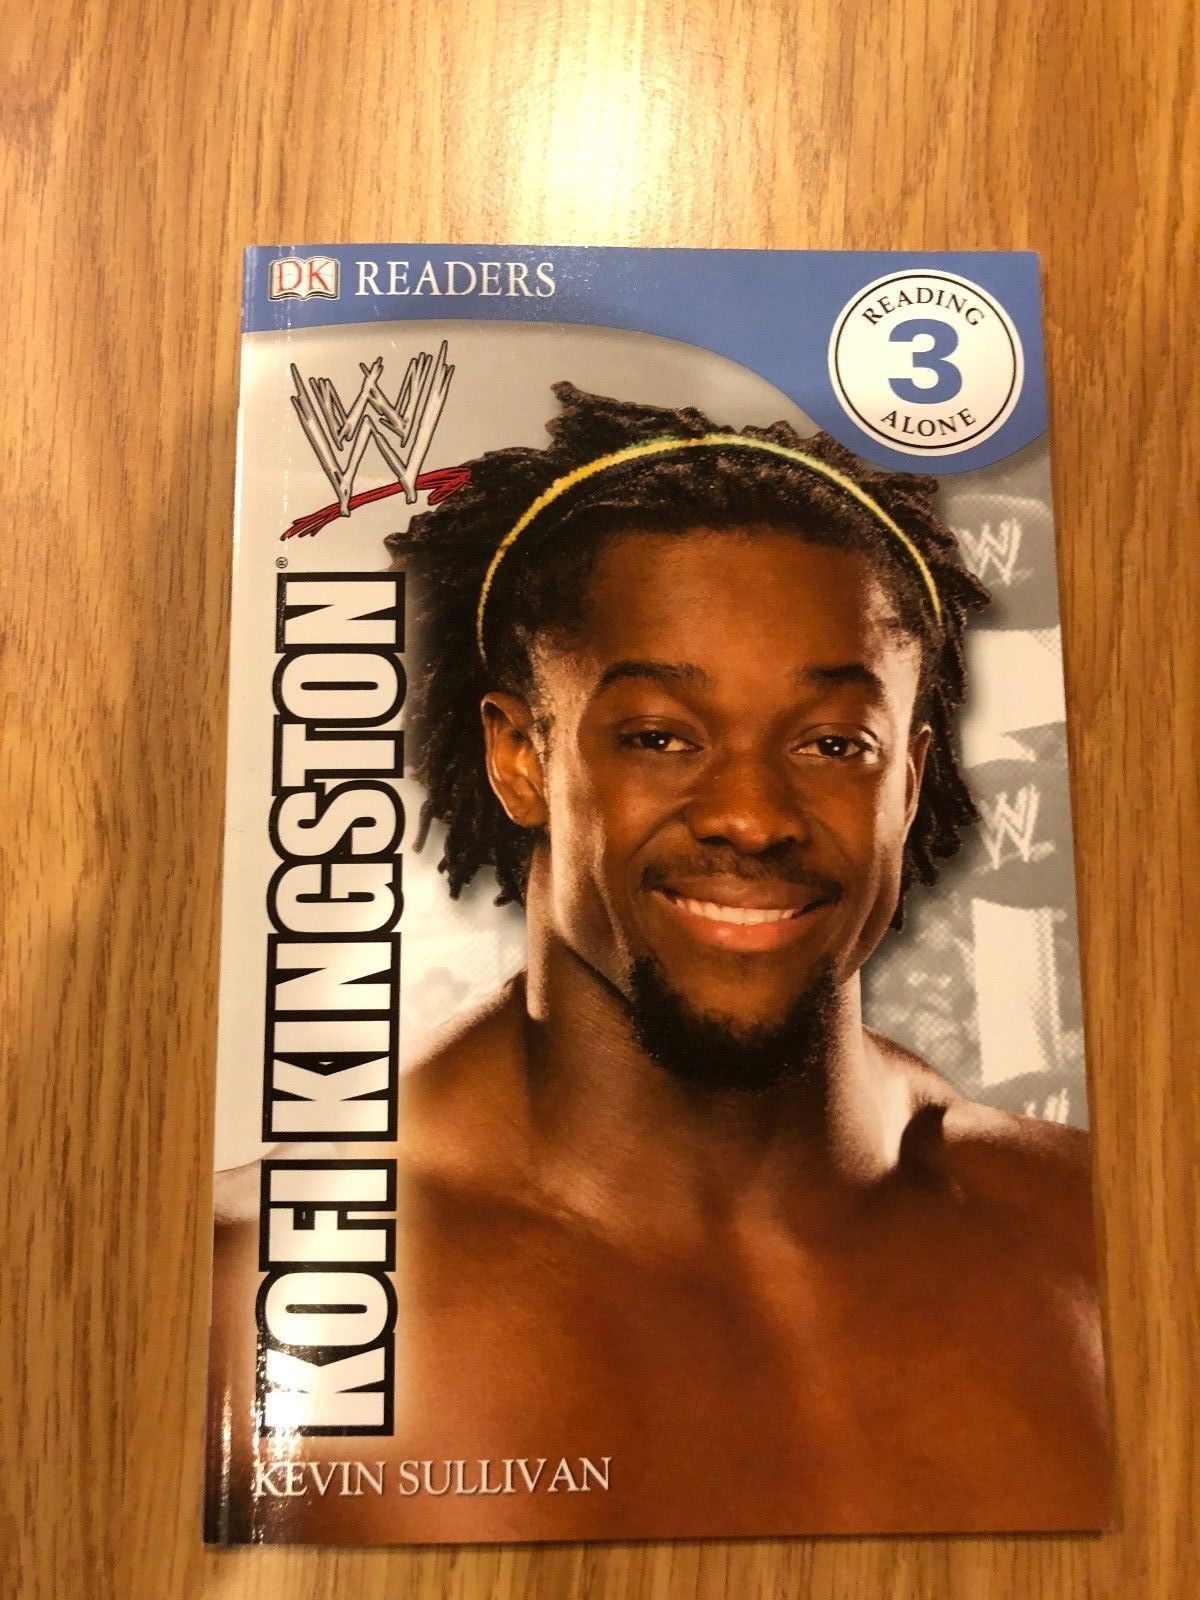 DK READERS
READING
3
ALONE
W
®
KOFI KINGSTON
KEVIN SULLIVAN
W
W
W